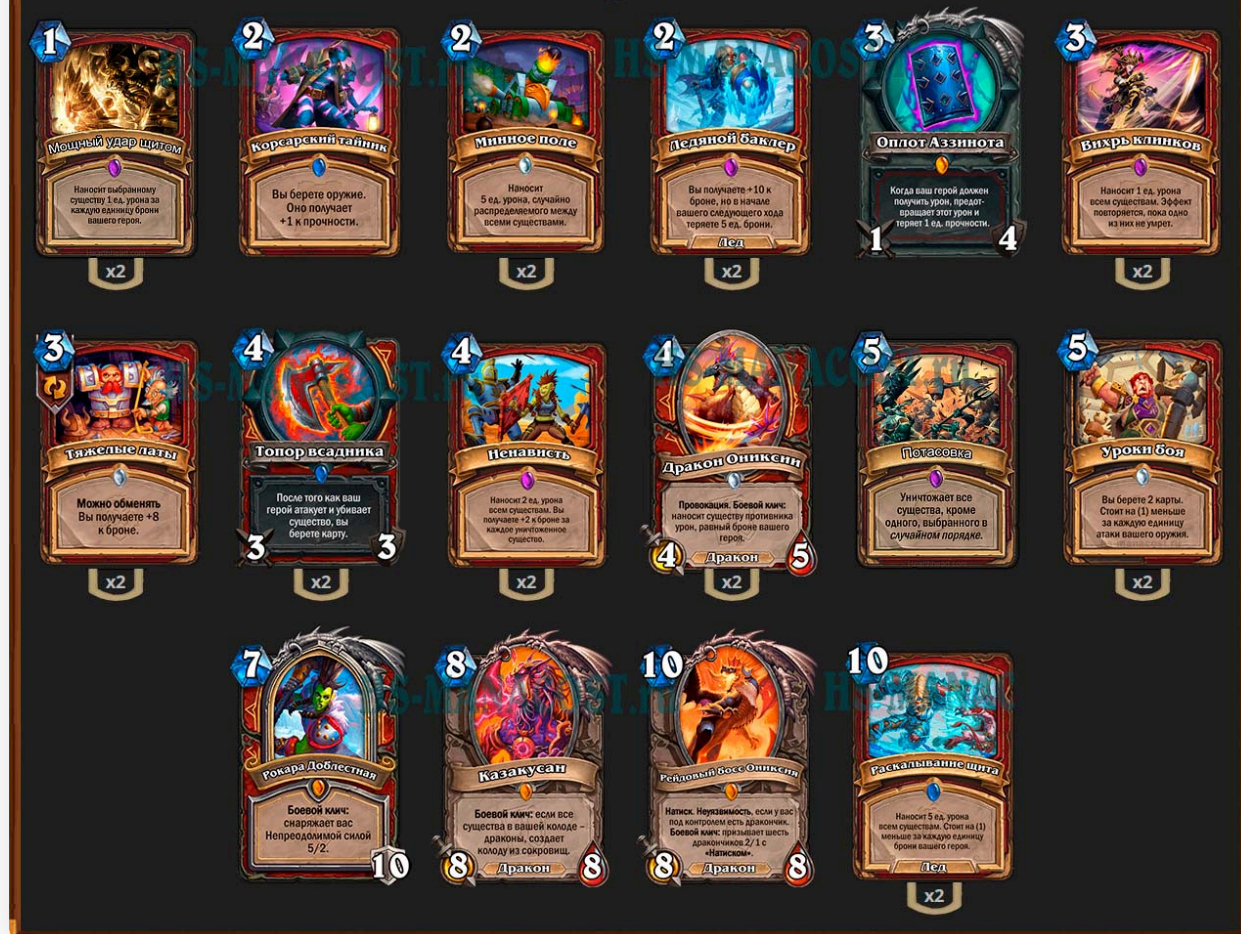 1
Мощный удар щитом
Наносит выбранному
существу 1 ед. урона за
каждую единицу брони
вашего героя.
x2
2
Корсарский тайник
Вы берете оружие.
Оно получает
+1 к прочности.
2
Минное поле
Наносит
5 ед. урона, случайно
распределяемого между
всеми существами.
x2
2
Ледяной баклер
Вы получаете +10 к
броне, но в начале
вашего следующего хода
теряете 5 ед. брони.
Лед
x2
3
Оплот Аззинота
Когда ваш герой должен
получить урон, предот-
вращает этот урон и
теряет 1 ед. прочности.
1
4
3
Вихрь клинков
Наносит 1 ед. урона
всем существам. Эффект
повторяется, пока одно
из них не умрет.
x2
3
Тяжелые латы
Можно обменять
Вы получаете +8
к броне.
x2
4
Топор всадника
После того как ваш
герой атакует и убивает
существо, вы
берете карту.
3
3
x2
4
Ненависть
Наносит 2 ед. урона
всем существам. Вы
получаете +2 к броне за
каждое уничтоженное
существо.
x2
4
Дракон Ониксии
Провокация. Боевой клич:
наносит существу противника
урон, равный броне вашего
героя.
4
Дракон
5
x2
5
Потасовка
Уничтожает все
существа, кроме
одного, выбранного в
случайном порядке.
5
Уроки боя
Вы берете 2 карты.
Стоит на (1) меньше
за каждую единицу
атаки вашего оружия.
x2
7
Рокара Доблестная
Боевой клич:
снаряжает вас
Непреодолимой силой
5/2.
10
8
Казакусан
Боевой клич: если все
существа в вашей колоде –
драконы, создает
колоду из сокровищ.
8
Дракон
8
10
Рейдовый босс Ониксия
Натиск. Неуязвимость, если у вас
под контролем есть дракончик.
Боевой клич: призывает шесть
дракончиков 2/1 с
«Натиском».
8
Дракон
8
10
Раскалывание щита
Наносит 5 ед. урона
всем существам. Стоит на (1)
меньше за каждую единицу
брони вашего героя.
Лед
x2